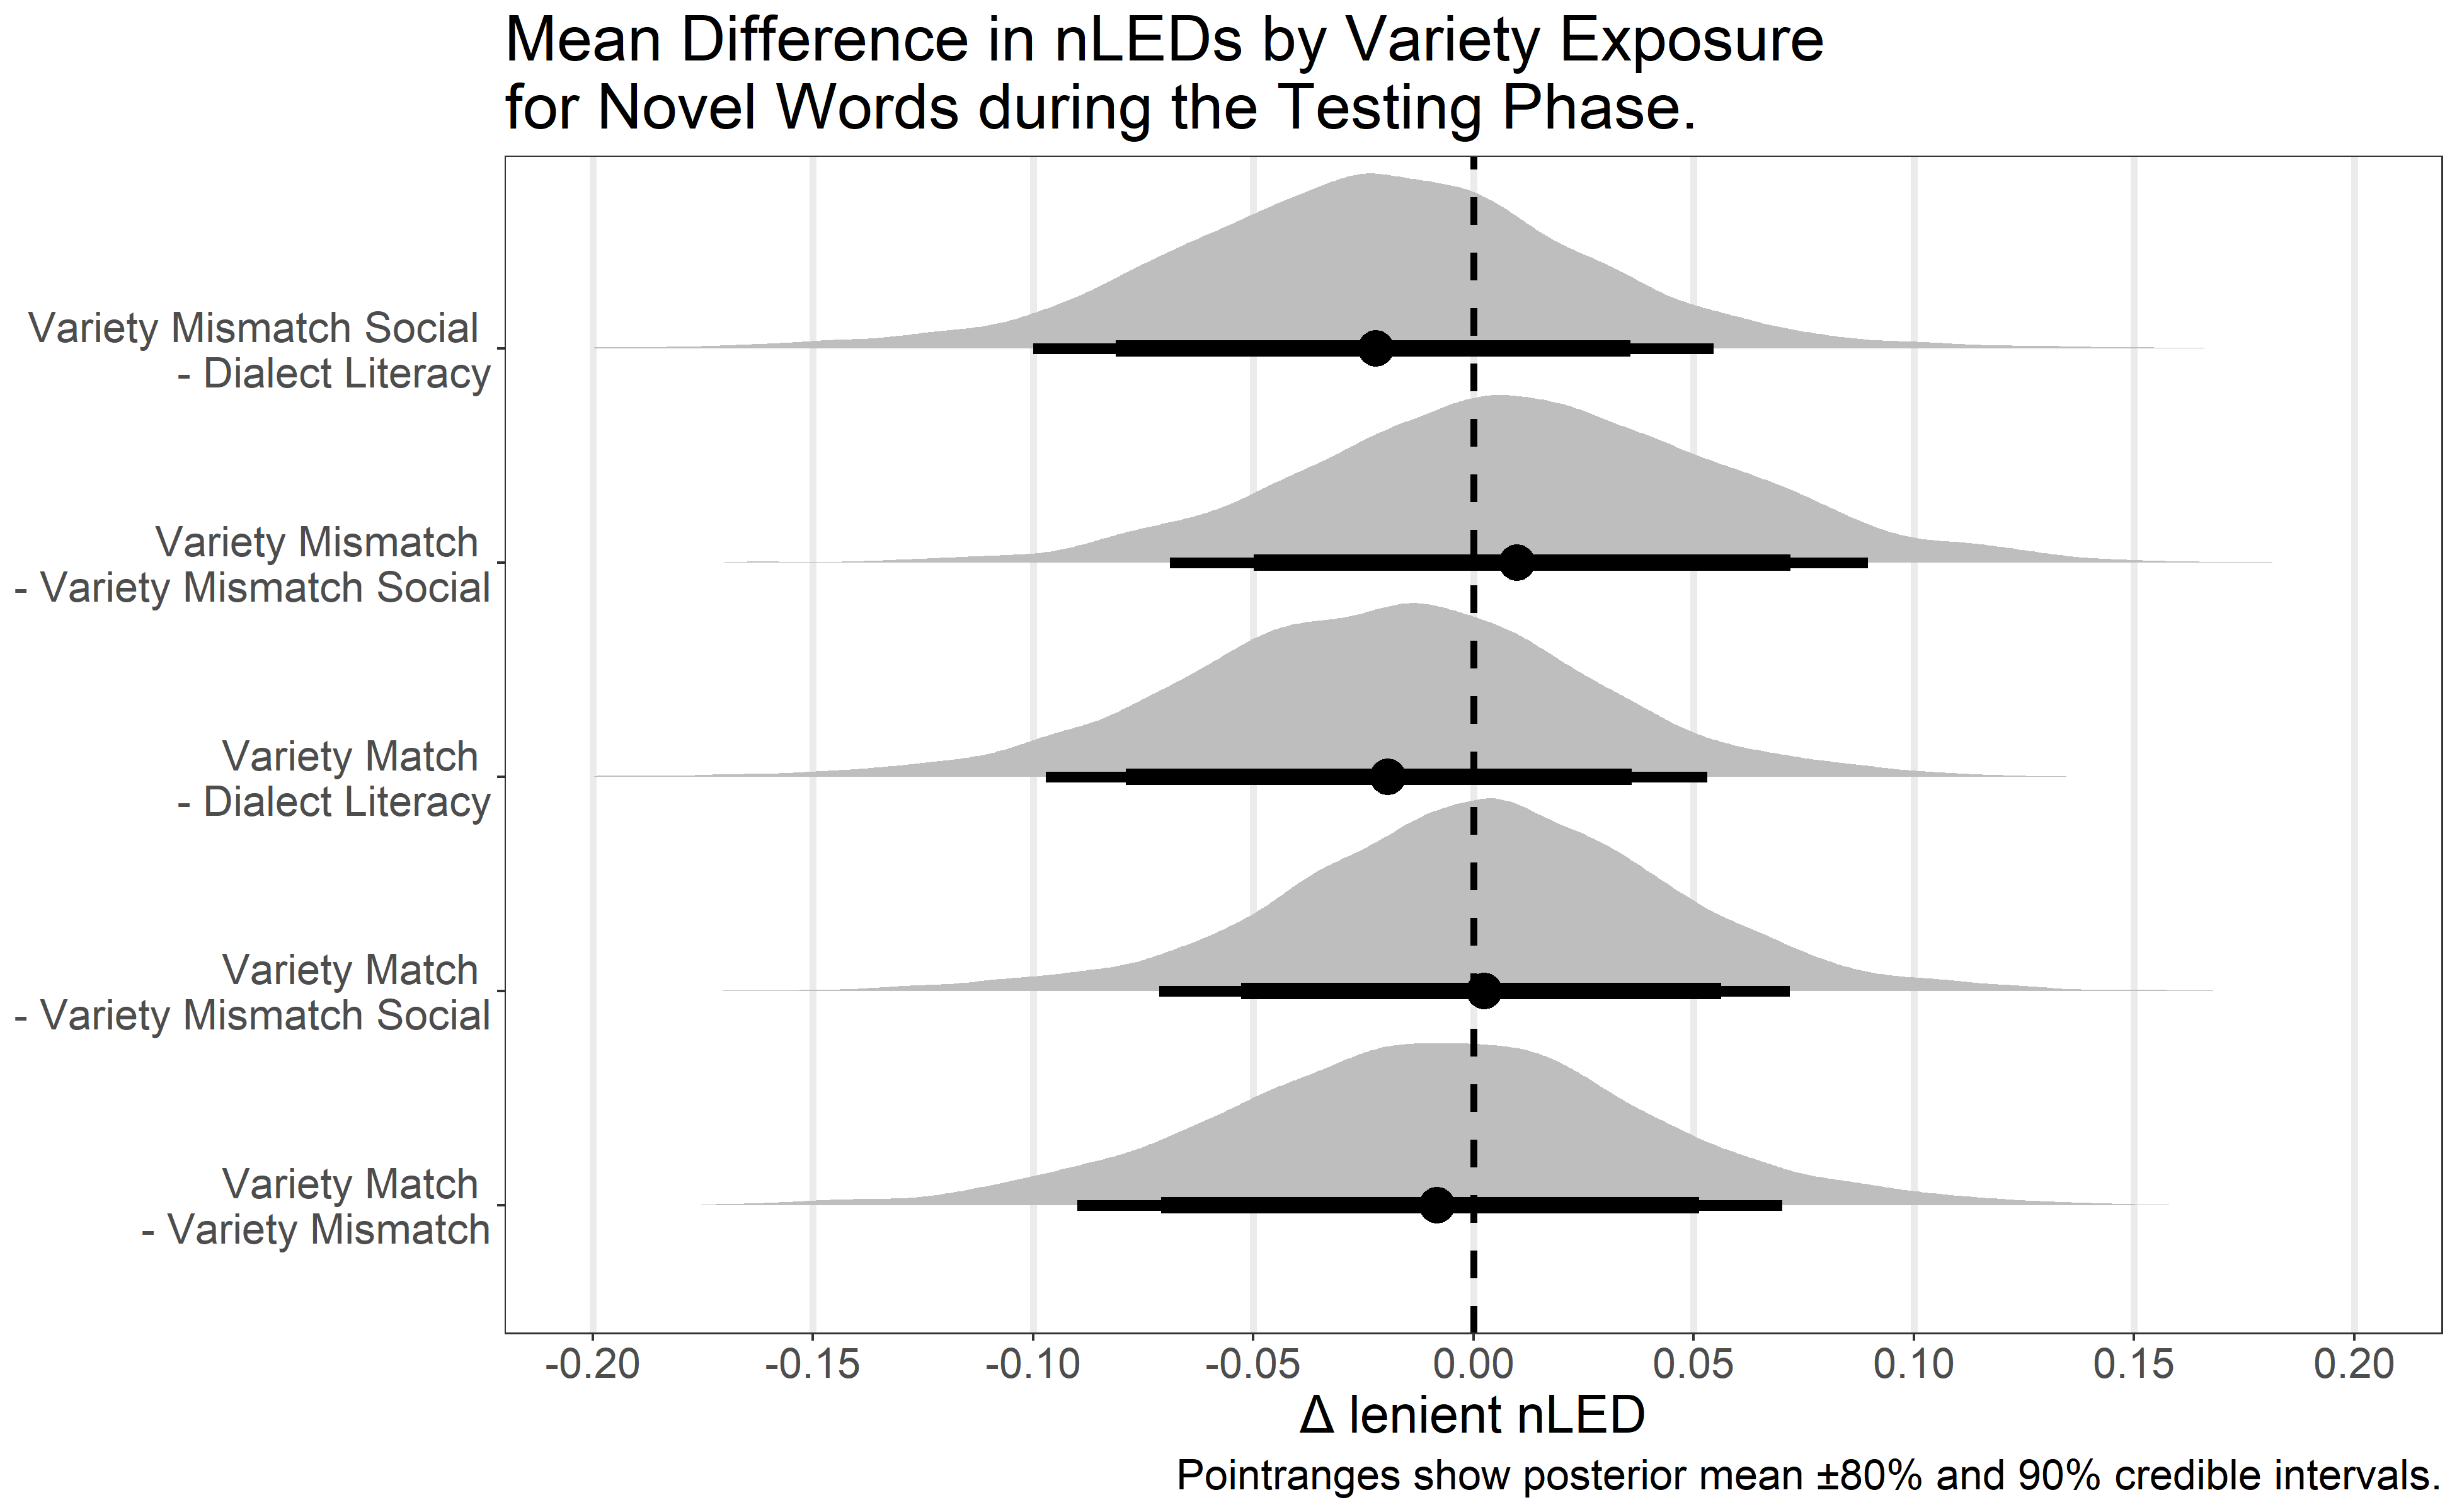 Mean Difference in nLEDs by Variety Exposure
for Novel Words during the Testing Phase.
Variety Mismatch Social
- Dialect Literacy
Variety Mismatch
- Variety Mismatch Social
Variety Match
- Dialect Literacy
Variety Match
- Variety Mismatch Social
Variety Match
- Variety Mismatch
-0.20 -0.15 -0.10 -0.05 0.00 0.05 0.10 0.15 0.20
Δ lenient nLED
Pointranges show posterior mean ±80% and 90% credible intervals.